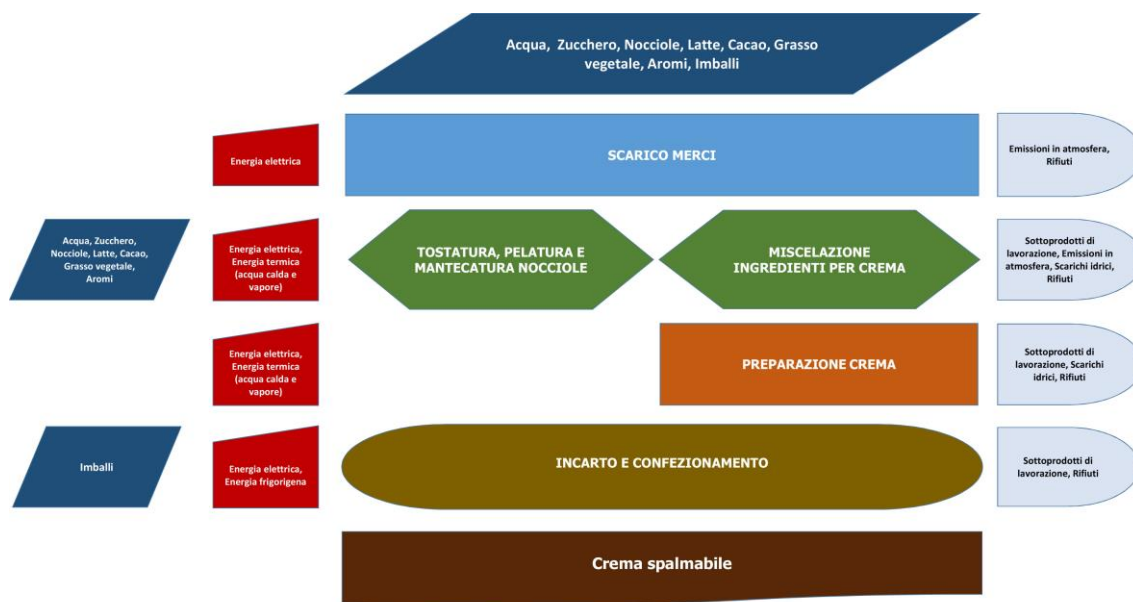 Acqua, Zucchero, Nocciole, Latte, Cacao, Grasso
vegetale, Aromi, Imballi
Energia elettrica
SCARICO MERCI
Emissioni in atmosfera,
Rifiuti
Acqua, Zucchero,
Nocciole, Latte, Cacao,
Grasso vegetale,
Aromi
Energia elettrica,
Energia termica
(acqua calda e
vapore)
TOSTATURA, PELATURA E
MANTECATURA NOCCIOLE
MISCELAZIONE
INGREDIENTI PER CREMA
Sottoprodotti di
lavorazione, Emissioni in
atmosfera, Scarichi idrici,
Rifiuti
Energia elettrica,
Energia termica
(acqua calda e
vapore)
PREPARAZIONE CREMA
Sottoprodotti di
lavorazione, Scarichi
idrici, Rifiuti
Imballi
Energia elettrica,
Energia frigorigena
INCARTO E CONFEZIONAMENTO
Sottoprodotti di
lavorazione, Rifiuti
Crema spalmabile